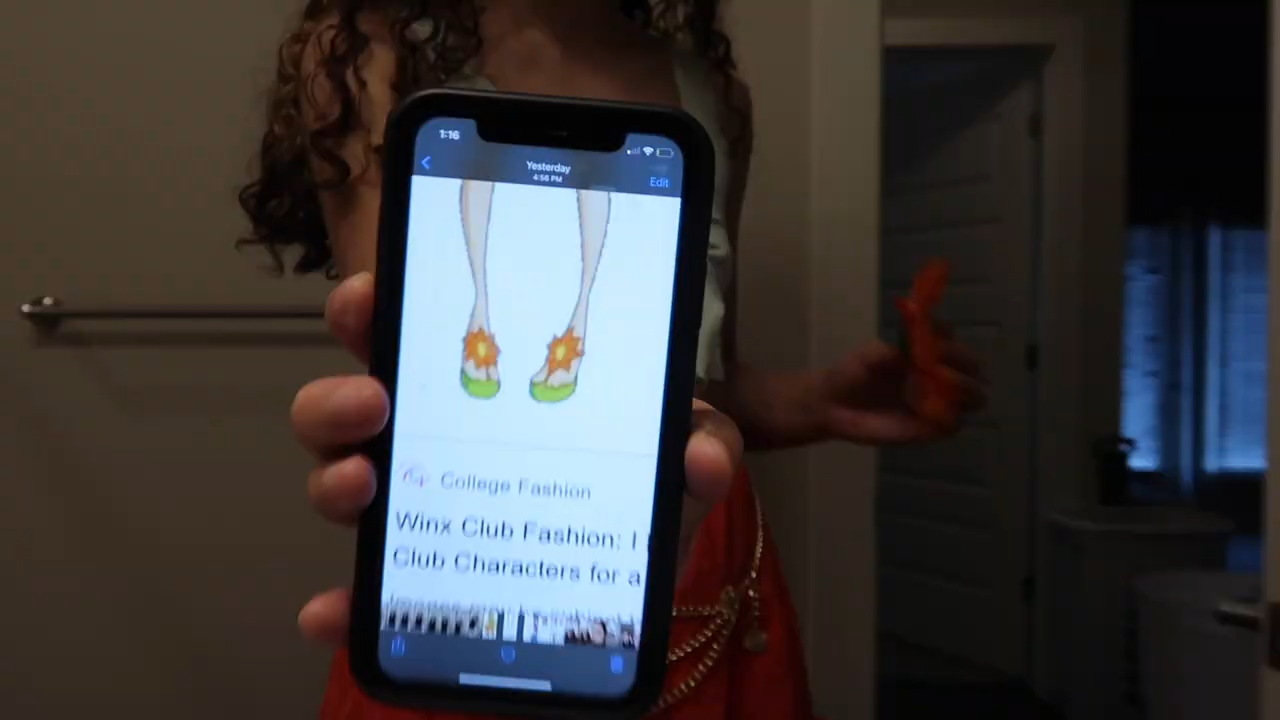 1:16
Yesterday
4:56 PM
Edit
College Fashion
Winx Club Fashion: I
Club Characters for a